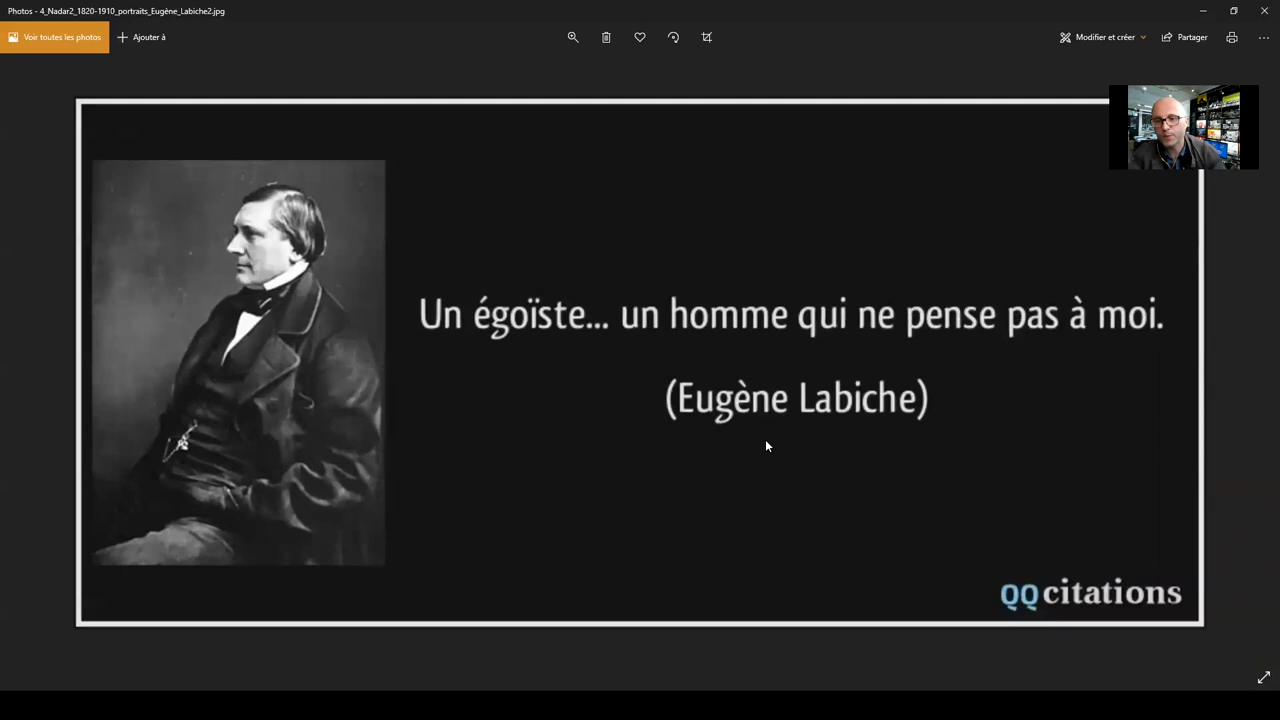 Photos - 4_Nadar2_1820-1910_portraits_Eugène_Labiche2.jpg
Voir toutes les photos
Ajouter à
Modifier et créer
Partager
Un égoïste... un homme qui ne pense pas à moi.
(Eugène Labiche)
QQcitations